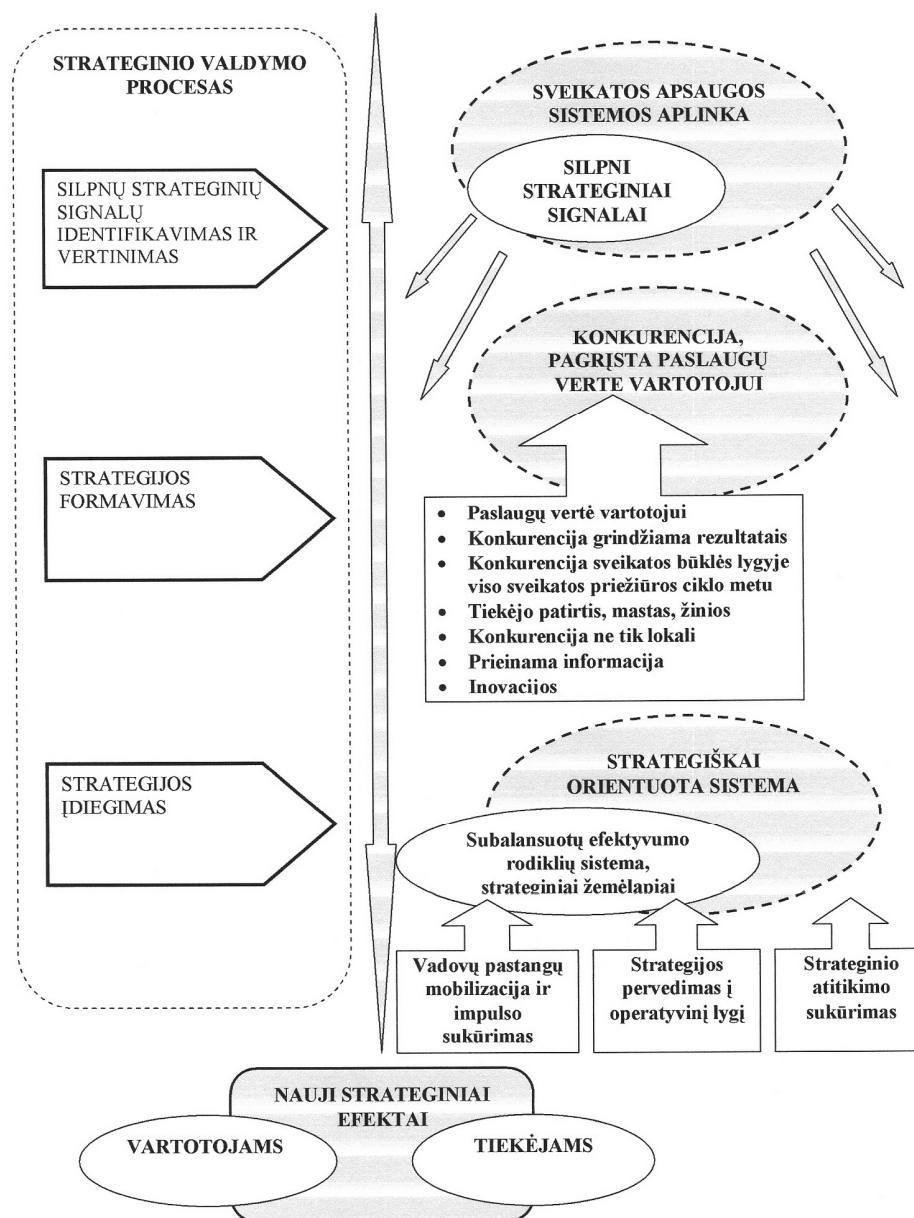 STRATEGINIO VALDYMO
PROCESAS
SILPNŲ STRATEGINIŲ
SIGNALŲ
IDENTIFIKAVIMAS IR
VERTINIMAS
STRATEGIJOS
FORMAVIMAS
STRATEGIJOS
ĮDIEGIMAS
SVEIKATOS APSAUGOS
SISTEMOS APLINKA
SILPNI
STRATEGINIAI
SIGNALAI
KONKURENCIJA,
PAGRĮSTA PASLAUGŲ
VERTE VARTOTOJUI
• Paslaugų vertė vartotojui
• Konkurencija grindžiama rezultatais
• Konkurencija sveikatos būklės lygyje
viso sveikatos priežiūros ciklo metu
• Tiekėjo patirtis, mastas, žinios
• Konkurencija ne tik lokali
• Prieinama informacija
• Inovacijos
STRATEGIŠKAI
ORIENTUOTA SISTEMA
Subalansuotų efektyvumo
rodiklių sistema,
strateginiai žemėlapiai
Vadovų pastangų
mobilizacija ir
impulso
sukūrimas
Strategijos
pervedimas į
operatyvinį lygį
Strateginio
atitikimo
sukūrimas
NAUJI STRATEGINIAI
EFEKTAI
VARTOTOJAMS
TIEKĖJAMS